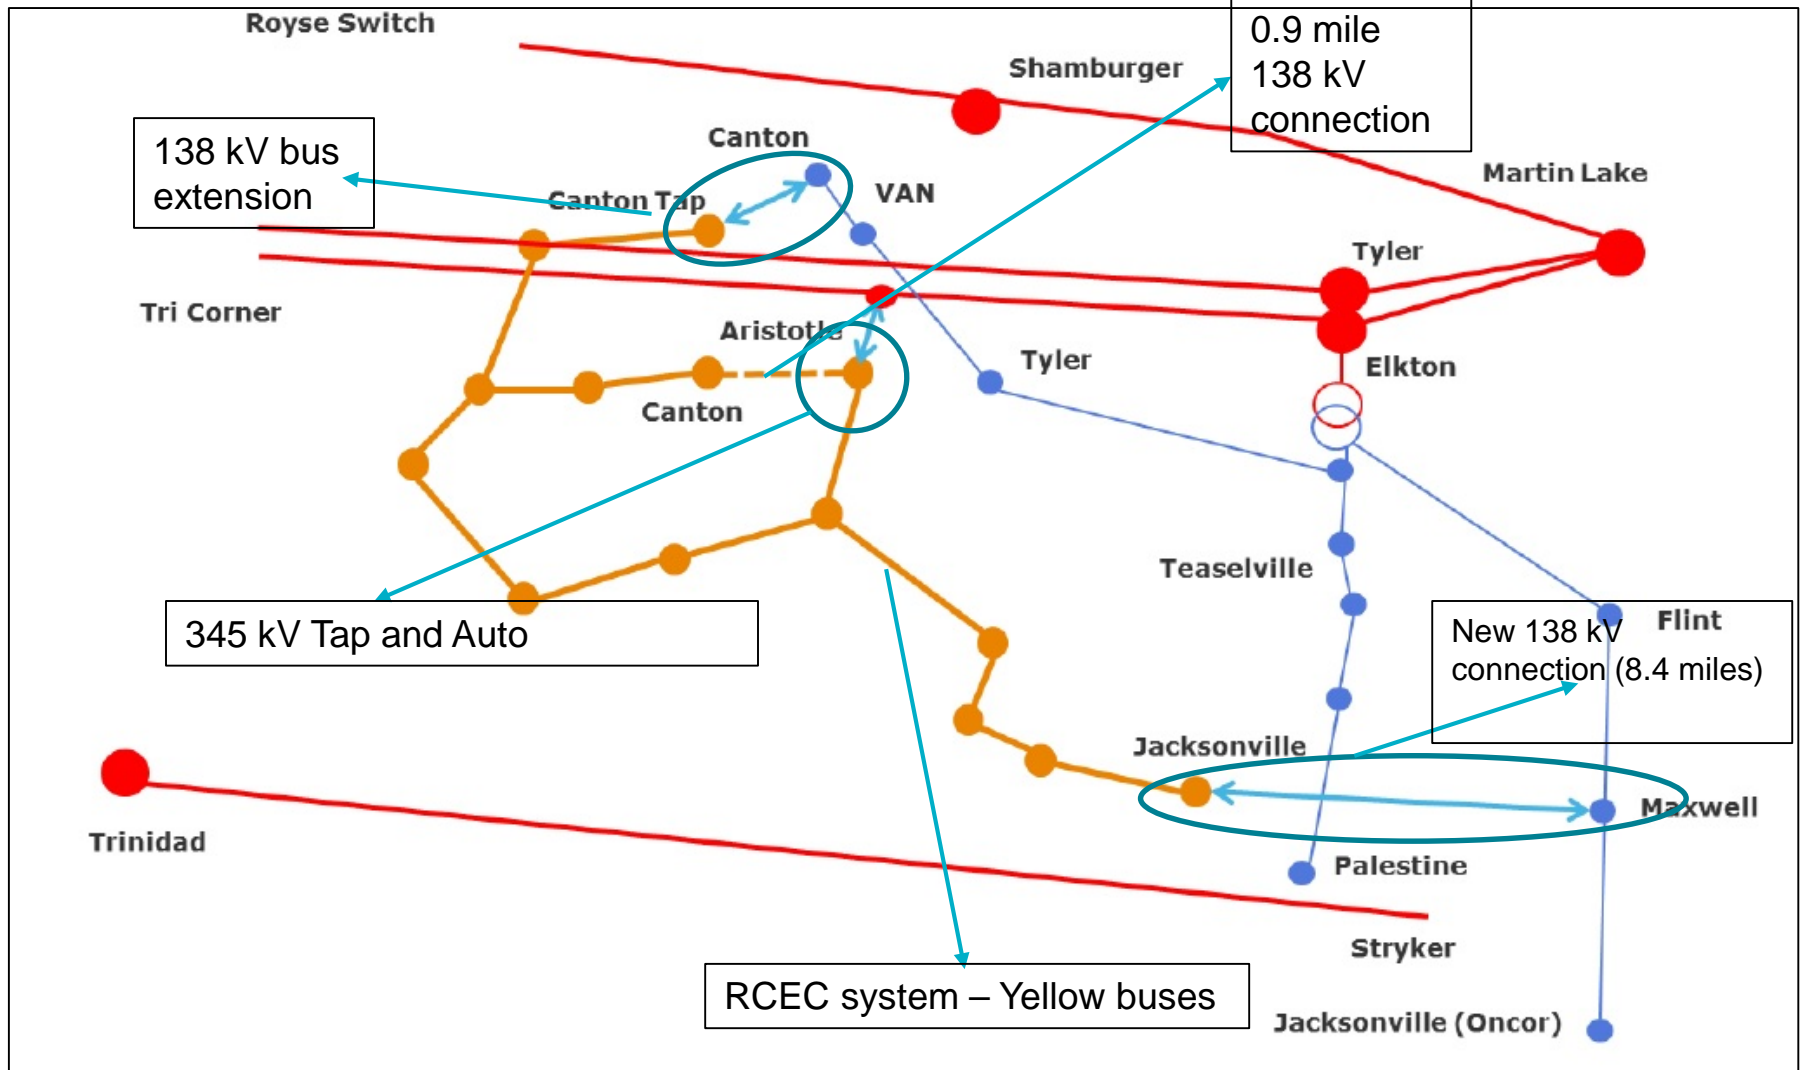 Royse Switch
0.9 mile
138 kV
connection
Shamburger
Canton
138 kV bus
extension
Martin Lake
Canton Tap
VAN
Tyler
Tri Corner
Aristotle
Tyler
Elkton
Canton
Teaselville
345 kV Tap and Auto
New 138 kV
connection (8.4 miles)
Flint
Jacksonville
Maxwell
Trinidad
Palestine
Stryker
RCEC system – Yellow buses
Jacksonville (Oncor)